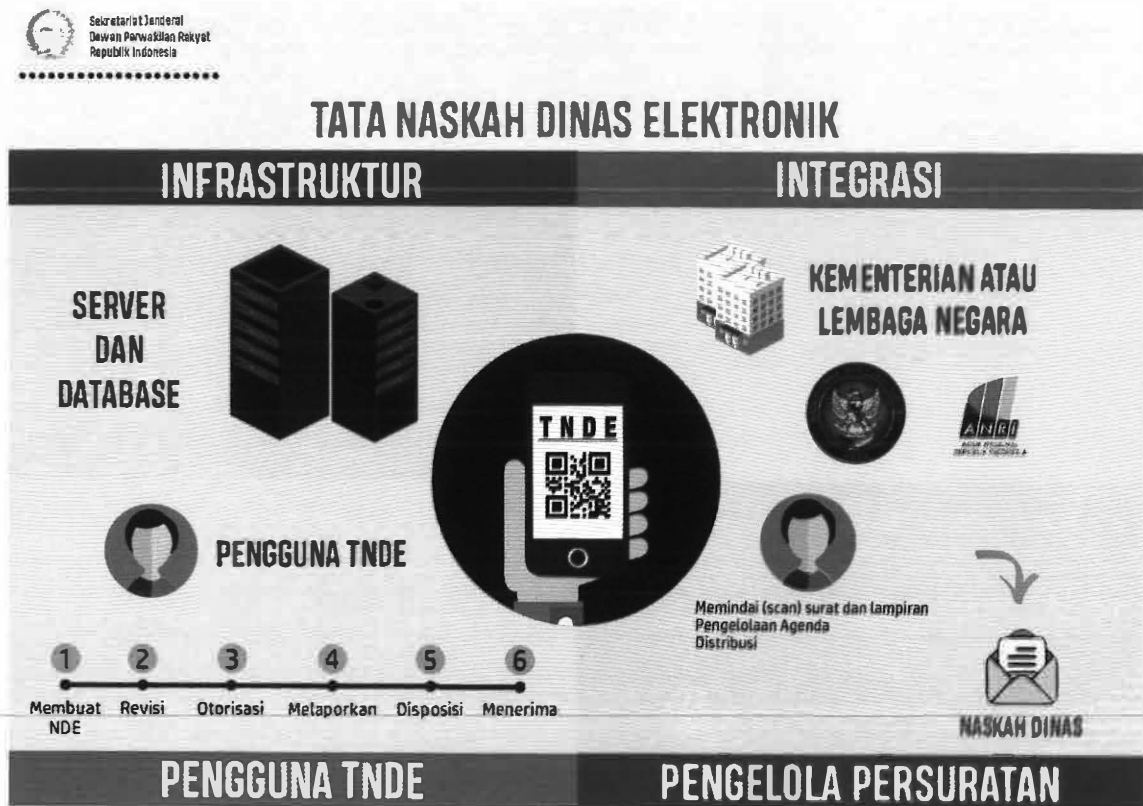 Sekretariat Jenderal
Dewan Perwakilan Rakyat
Republik Indonesia
TATA NASKAH DINAS ELEKTRONIK
INFRASTRUKTUR
INTEGRASI
SERVER
DAN
DATABASE
KEMENTERIAN ATAU
LEMBAGA NEGARA
TNDE
ANRI
PENGGUNA TNDE
Memindai (scan) surat dan lampiran
Pengelolaan Agenda
Distribusi
1 2 3 4 5 6
Membuat Revisi Otorisasi Melaporkan Disposisi Menerima
NDE
NASKAH DINAS
PENGGUNA TNDE
PENGELOLA PERSURATAN